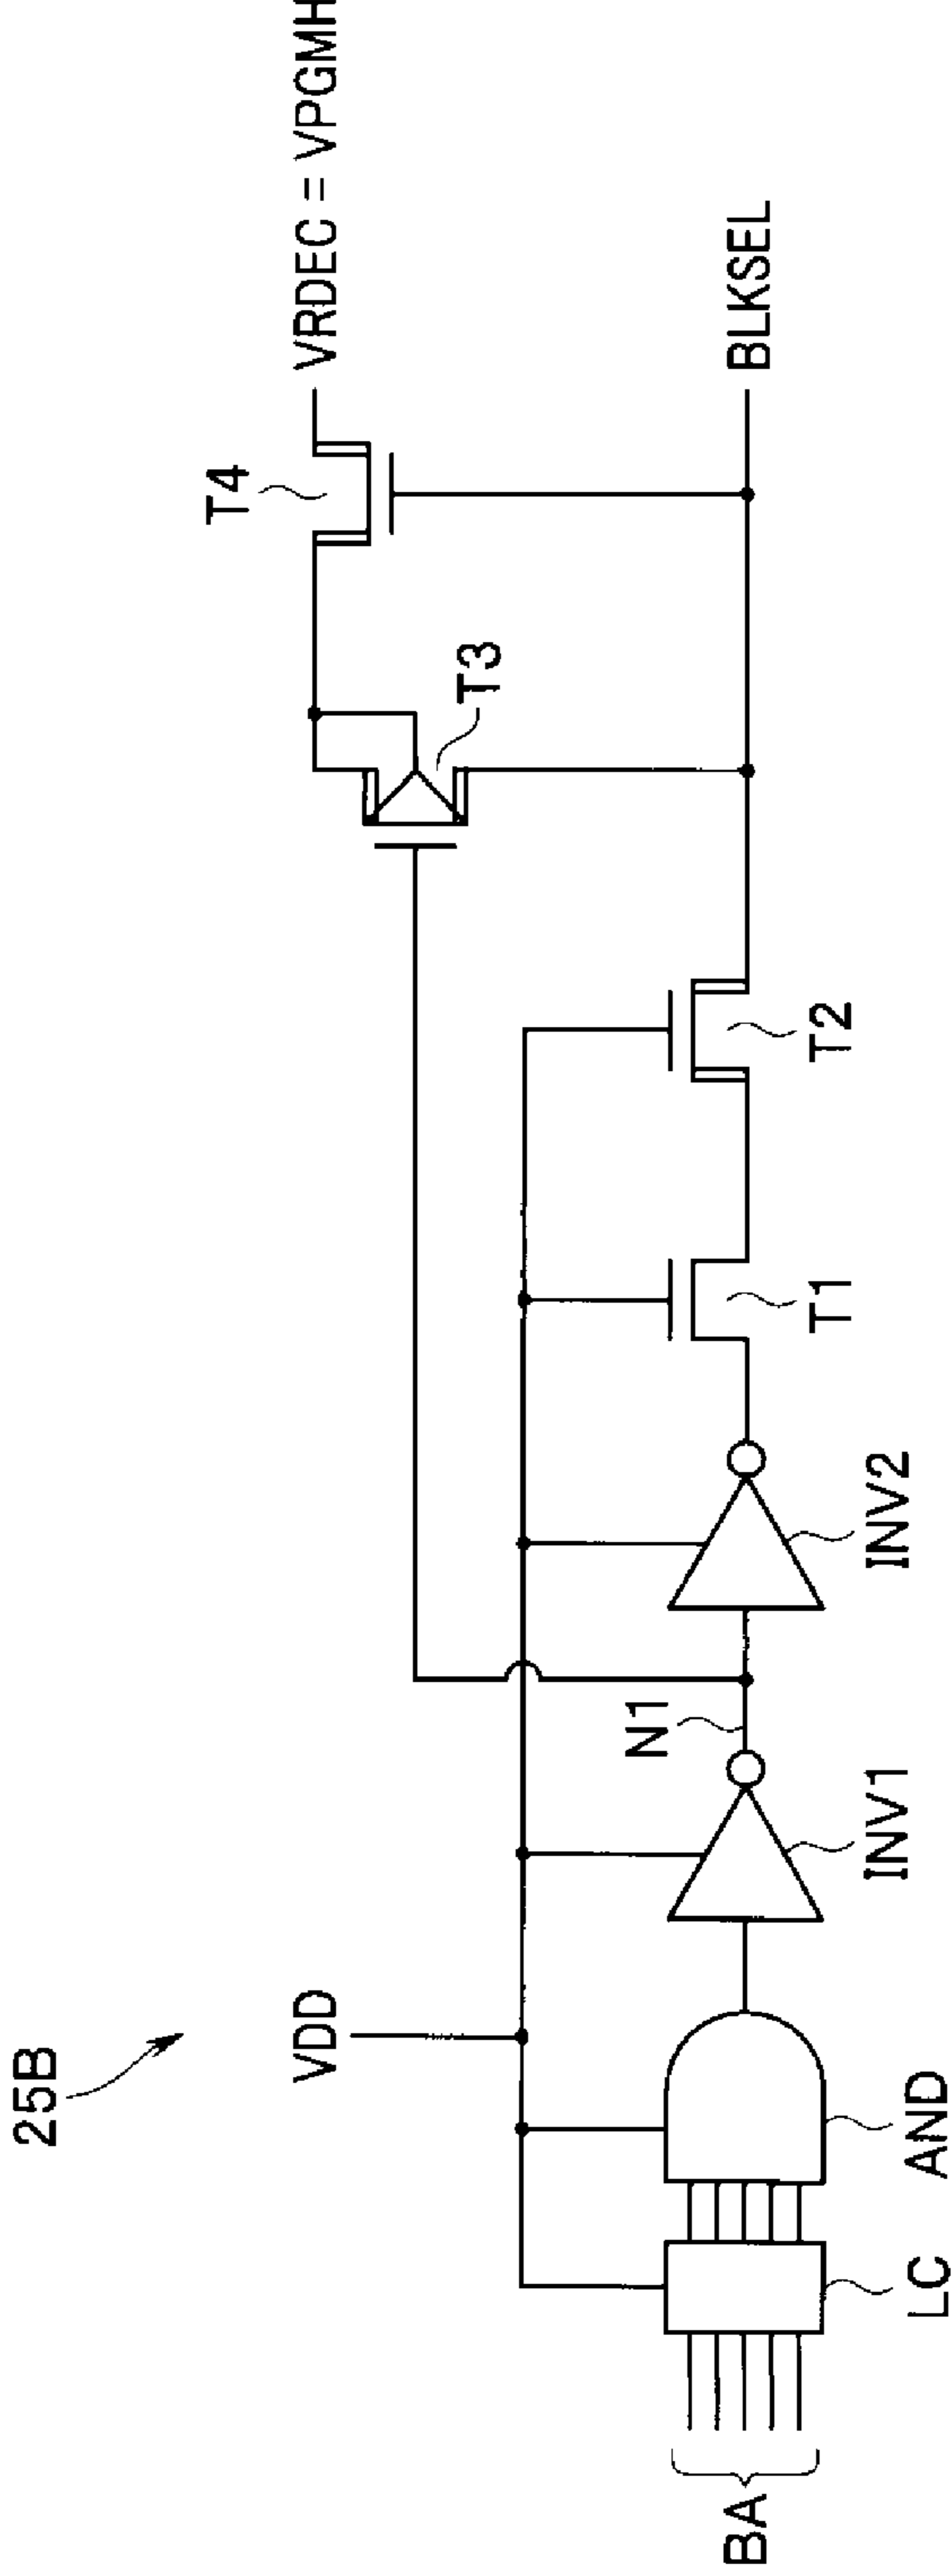 25B
VDD
VRDEC = VPGMH
T4
T3
BLKSEL
N1
BA
LC
AND
INV1
INV2
T1
T2